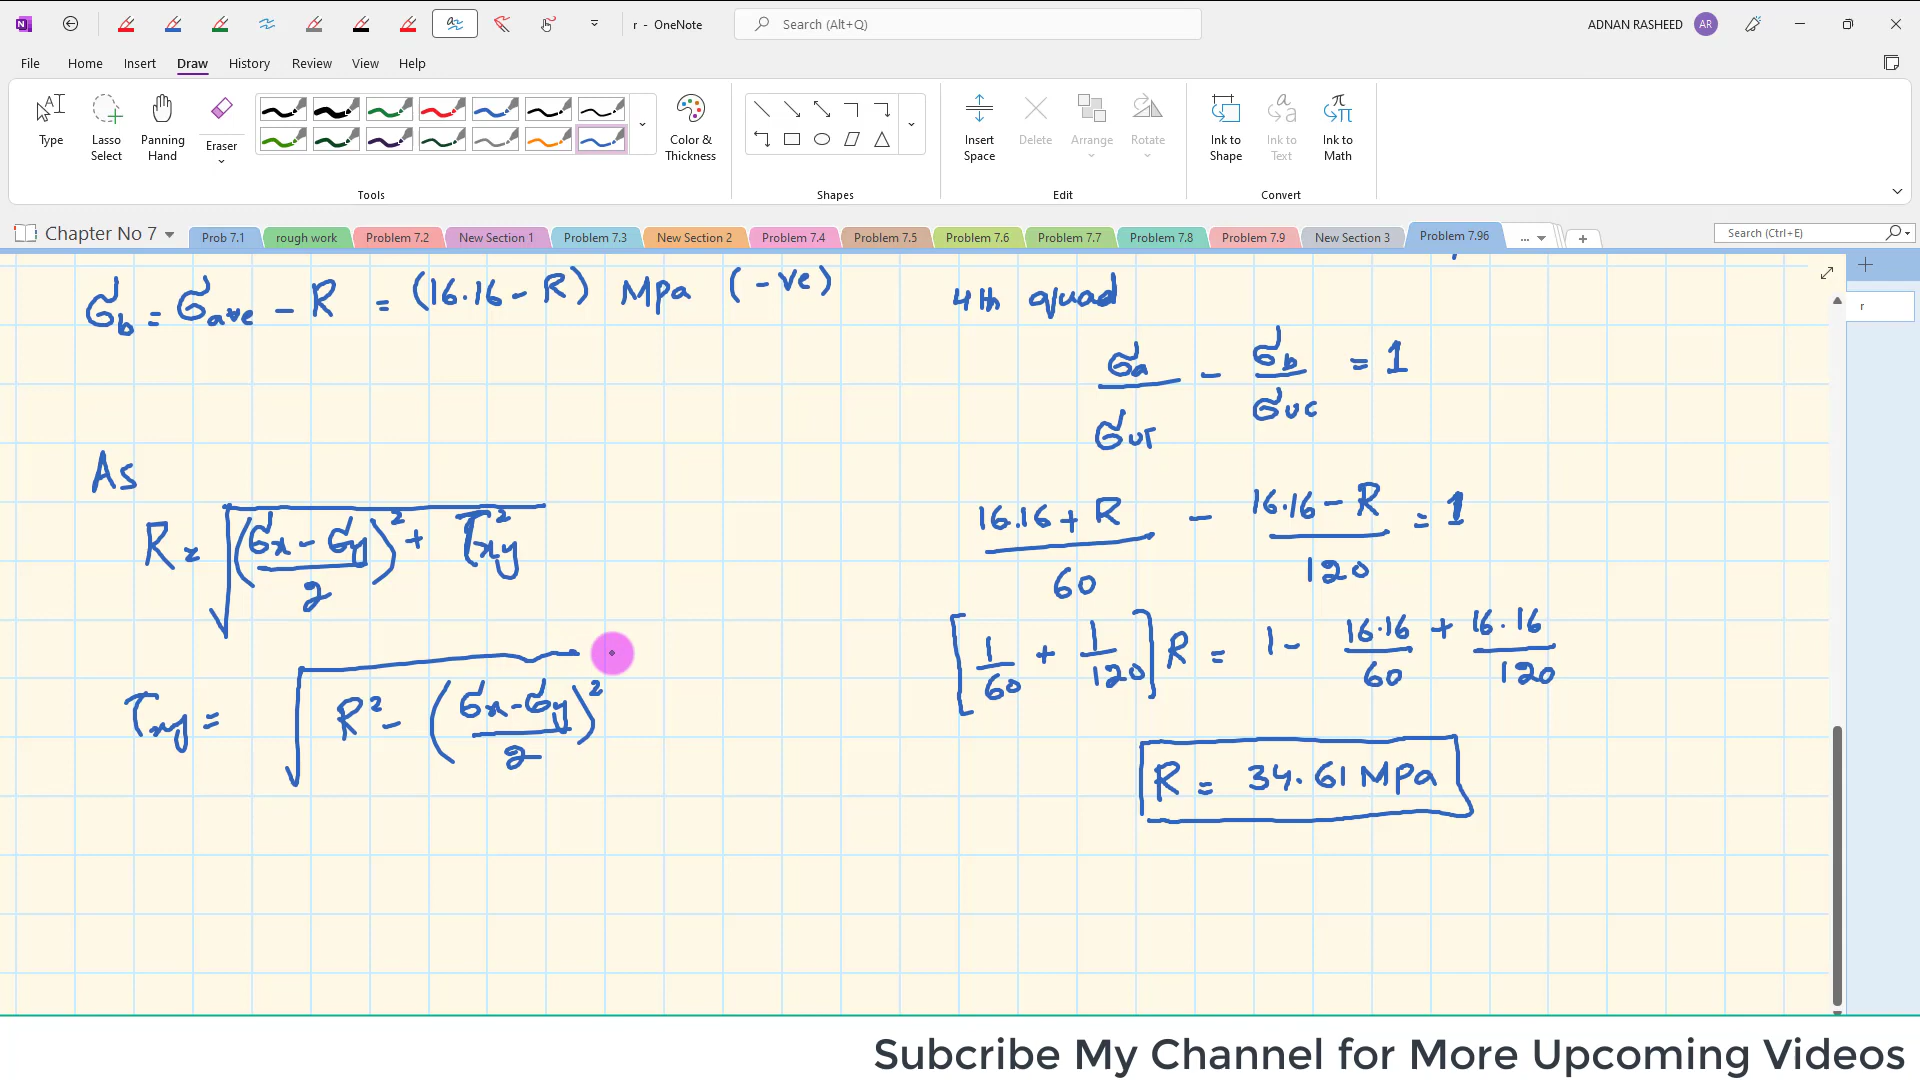 r - OneNote
Search (Alt+Q)
ADNAN RASHEED AR
File Home Insert Draw History Review View Help
Type
Lasso Select
Panning Hand
Eraser
Color & Thickness
Insert Space
Delete
Arrange
Rotate
Ink to Shape
Ink to Text
Ink to Math
Tools Shapes Edit Convert
Chapter No 7 Prob 7.1 rough work Problem 7.2 New Section 1 Problem 7.3 New Section 2 Problem 7.4 Problem 7.5 Problem 7.6 Problem 7.7 Problem 7.8 Problem 7.9 New Section 3 Problem 7.96 ... Search (Ctrl+E)
r
σb = σave - R = (16.16 - R) MPa (-ve)
As
R = √((σx - σy)/2)² + τ²xy
τxy = √R² - ((σx - σy)/2)²
4th quad
σa/σUT - σb/σUC = 1
(16.16 + R)/60 - (16.16 - R)/120 = 1
[1/60 + 1/120] R = 1 - 16.16/60 + 16.16/120
R = 34.61 MPa
Subcribe My Channel for More Upcoming Videos